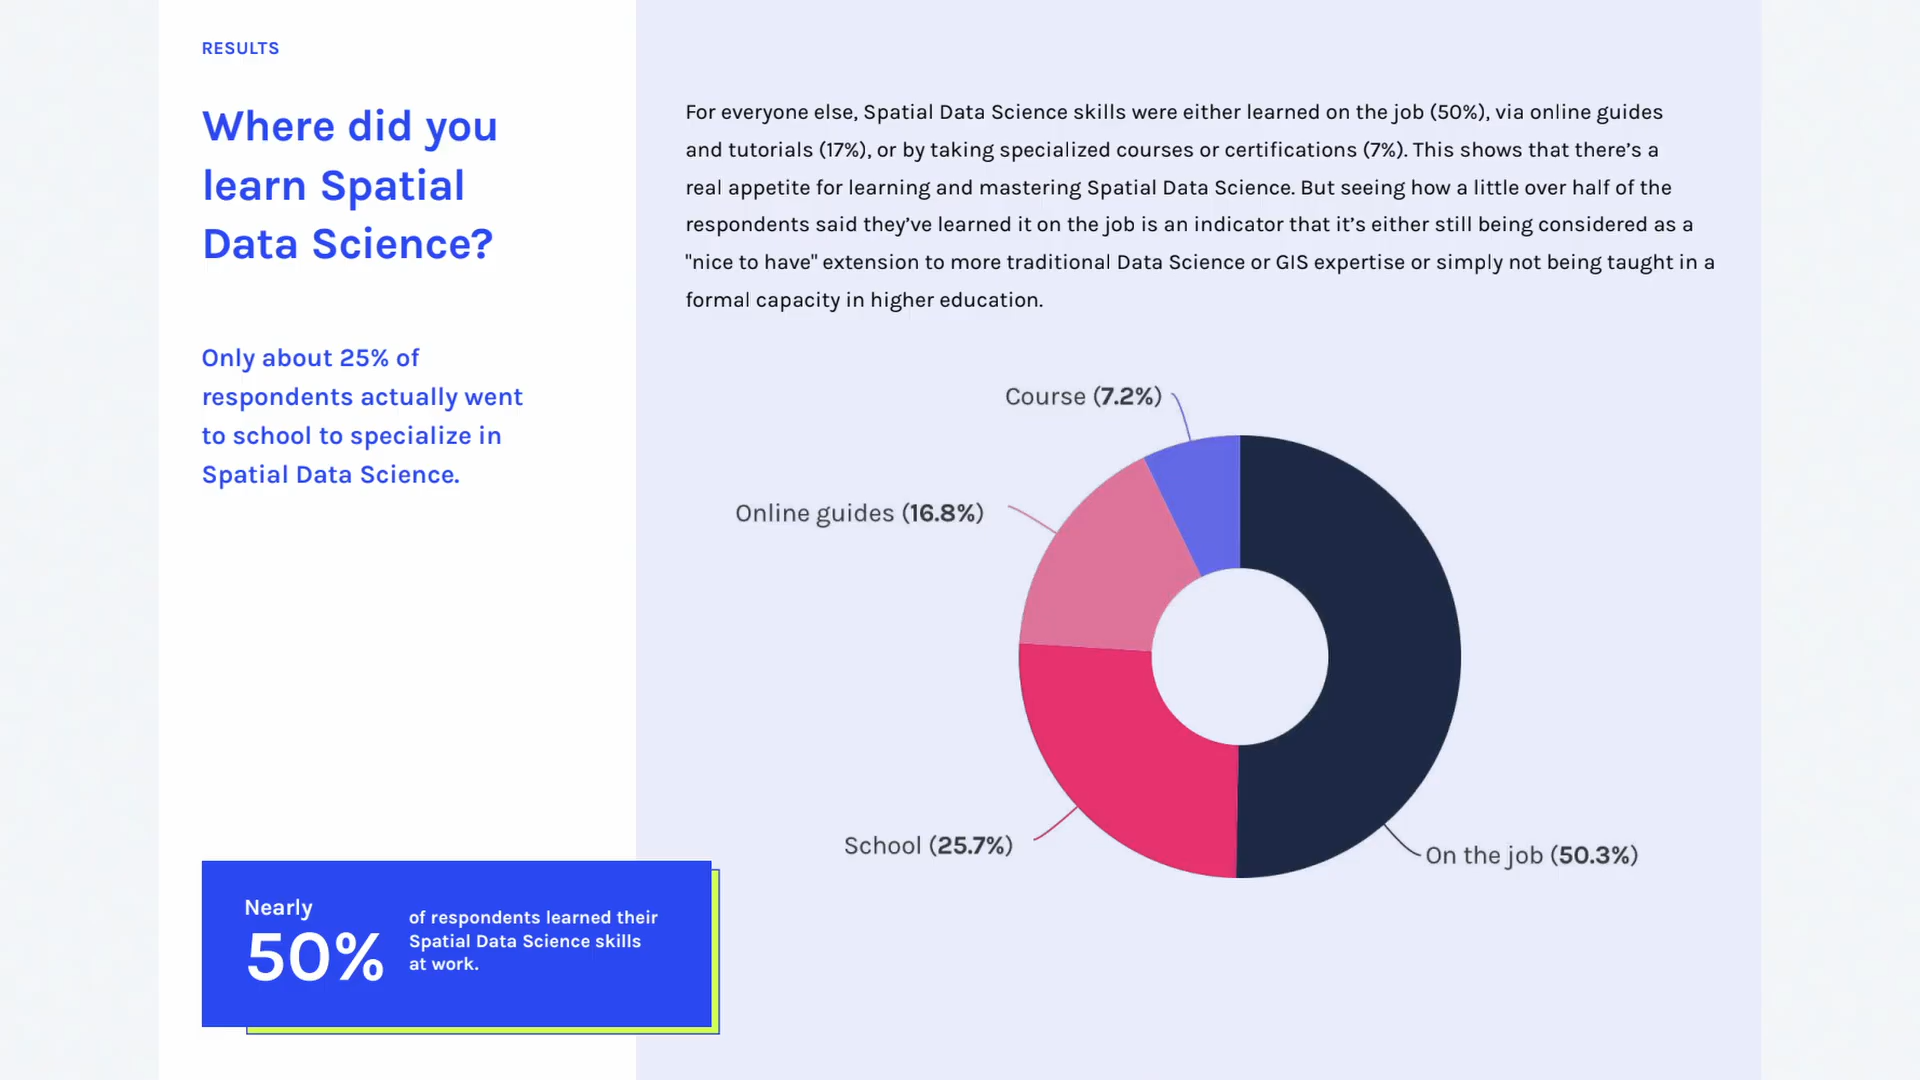 RESULTS
Where did you
learn Spatial
Data Science?
Only about 25% of
respondents actually went
to school to specialize in
Spatial Data Science.
Nearly
50%
of respondents learned their
Spatial Data Science skills
at work.
For everyone else, Spatial Data Science skills were either learned on the job (50%), via online guides
and tutorials (17%), or by taking specialized courses or certifications (7%). This shows that there’s a
real appetite for learning and mastering Spatial Data Science. But seeing how a little over half of the
respondents said they’ve learned it on the job is an indicator that it’s either still being considered as a
"nice to have" extension to more traditional Data Science or GIS expertise or simply not being taught in a
formal capacity in higher education.
Course (7.2%)
Online guides (16.8%)
School (25.7%)
On the job (50.3%)